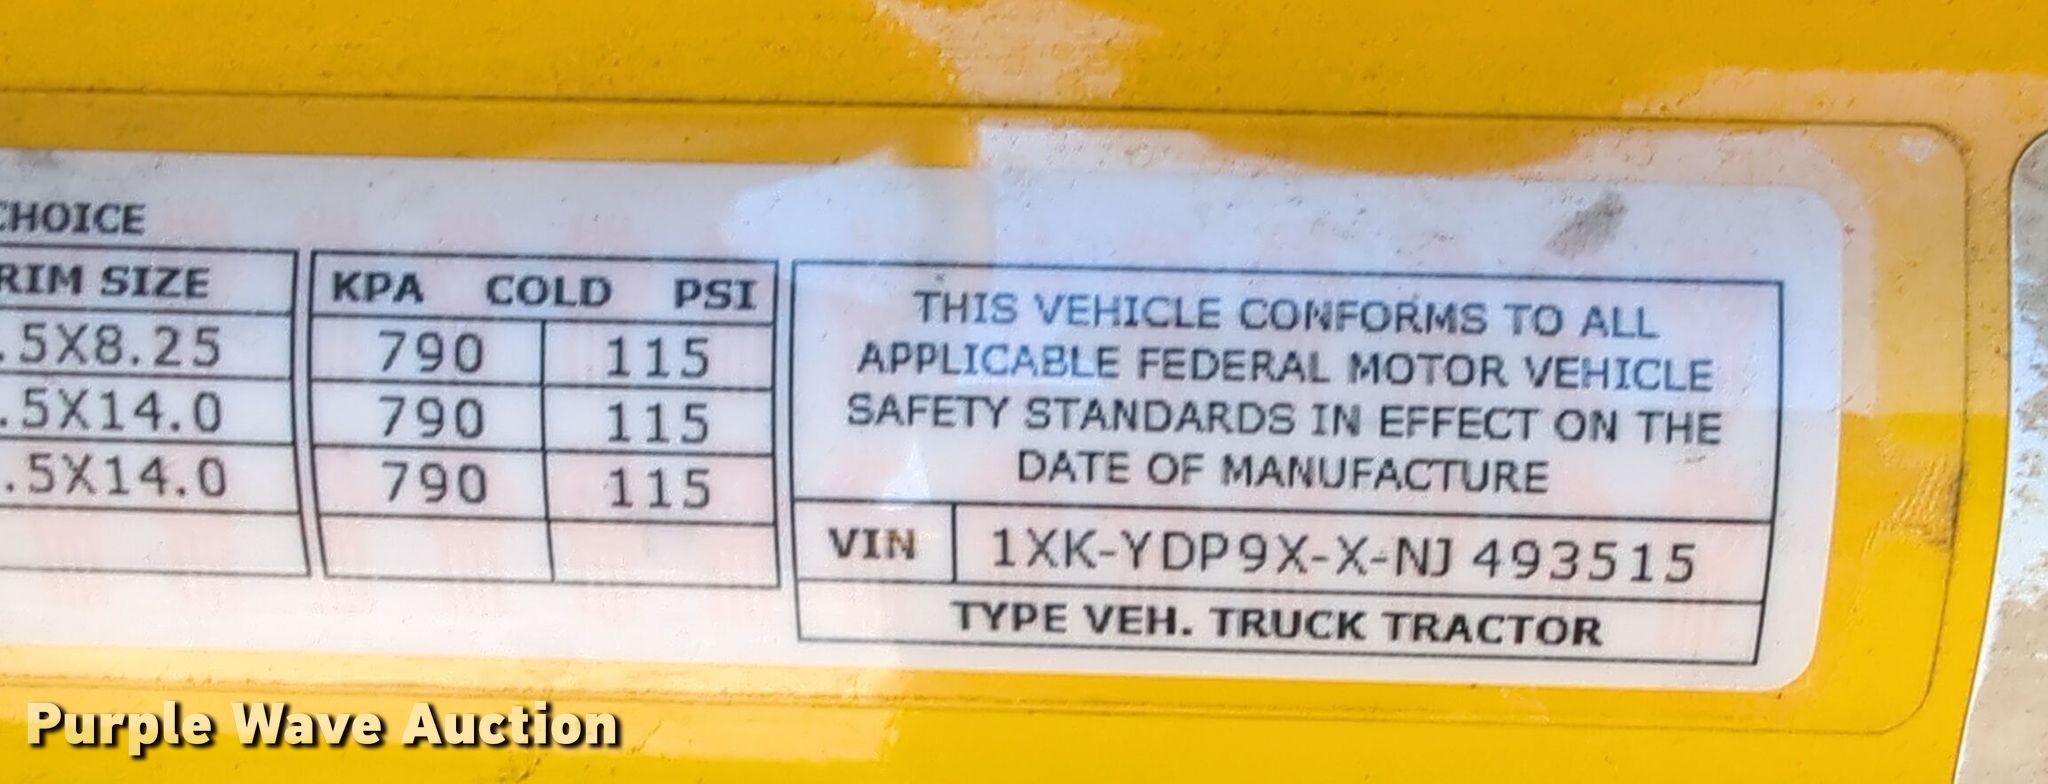 CHOICE
RIM SIZE KPA COLD PSI
.5X8.25 790 115
.5X14.0 790 115
.5X14.0 790 115
THIS VEHICLE CONFORMS TO ALL
APPLICABLE FEDERAL MOTOR VEHICLE
SAFETY STANDARDS IN EFFECT ON THE
DATE OF MANUFACTURE
VIN 1XK-YDP9X-X-NJ 493515
TYPE VEH. TRUCK TRACTOR
Purple Wave Auction